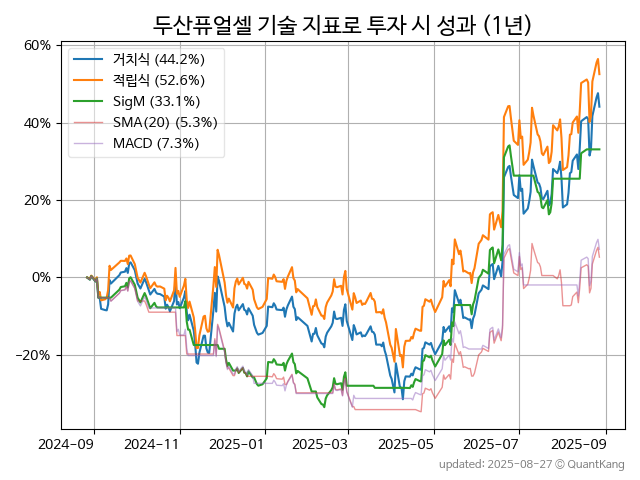 두산퓨얼셀 기술 지표로 투자 시 성과 (1년)
60%
40%
20%
0%
−20%
거치식 (44.2%)
적립식 (52.6%)
SigM (33.1%)
SMA(20) (5.3%)
MACD (7.3%)
2024-09
2024-11
2025-01
2025-03
2025-05
2025-07
2025-09
updated: 2025-08-27 © QuantKang